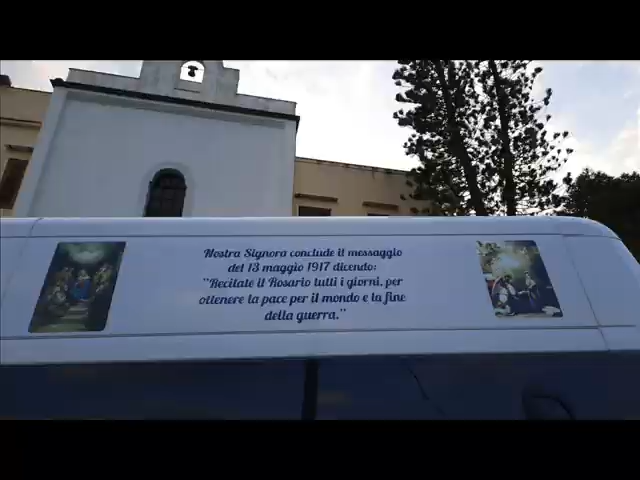 Nostra Signora conclude il messaggio
del 13 maggio 1917 dicendo:
"Recitate il Rosario tutti i giorni, per
ottenere la pace per il mondo e la fine
della guerra."